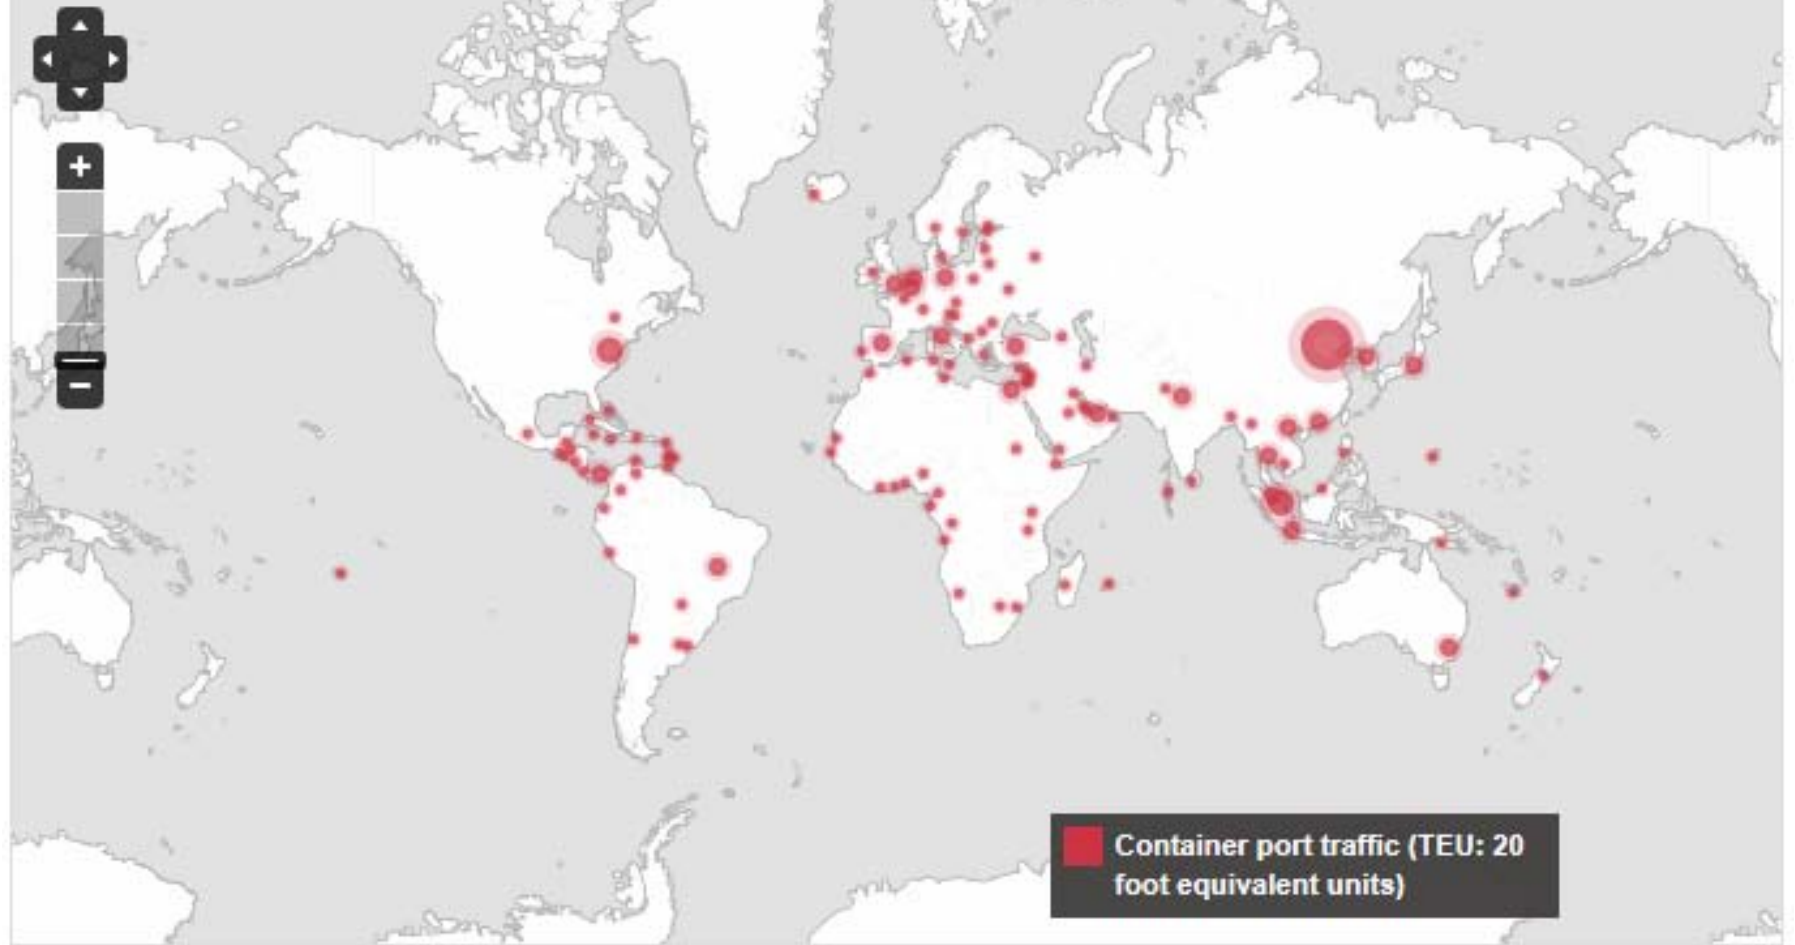 +
−
Container port traffic (TEU: 20
foot equivalent units)